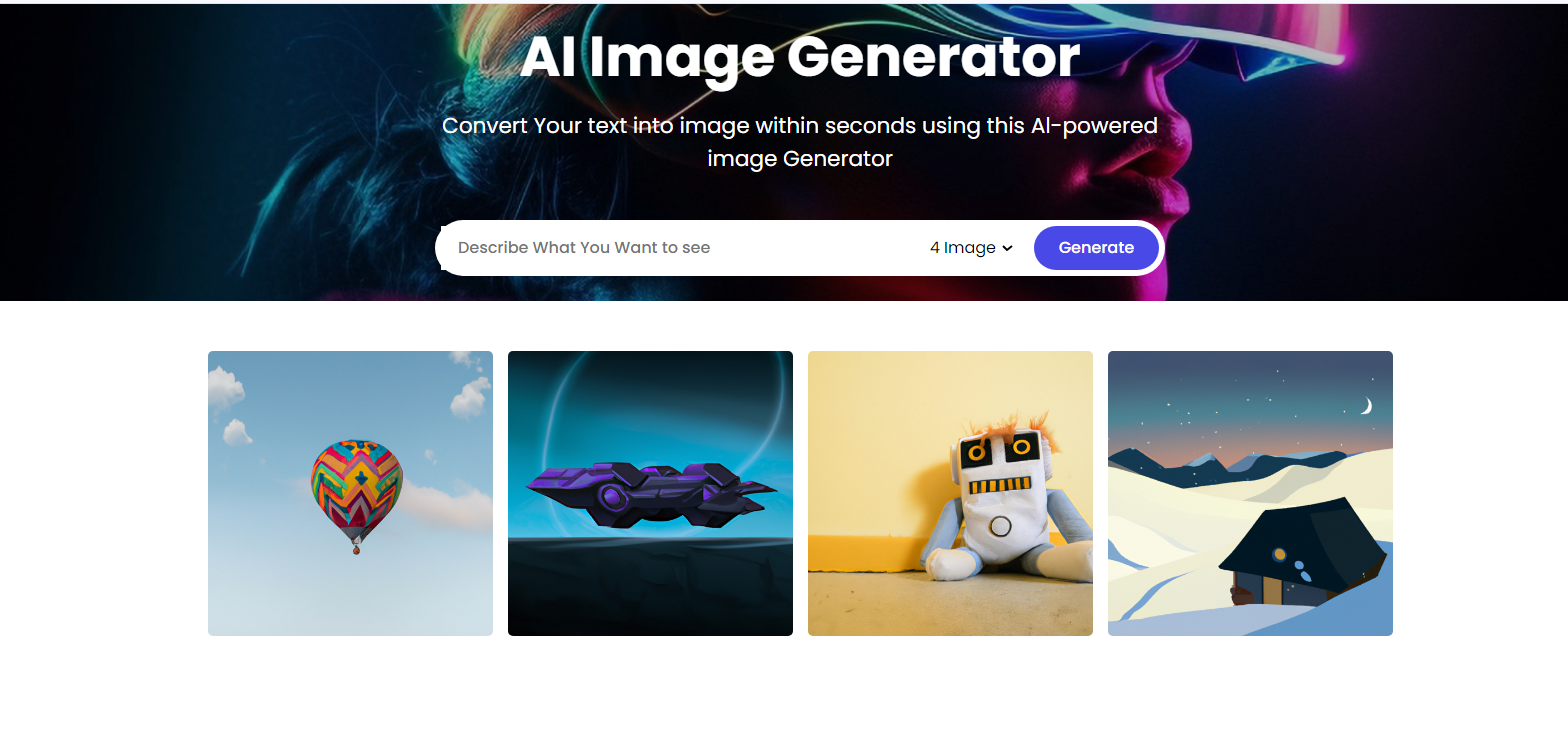 AI Image Generator
Convert Your text into image within seconds using this AI-powered
image Generator
Describe What You Want to see
4 Image
Generate